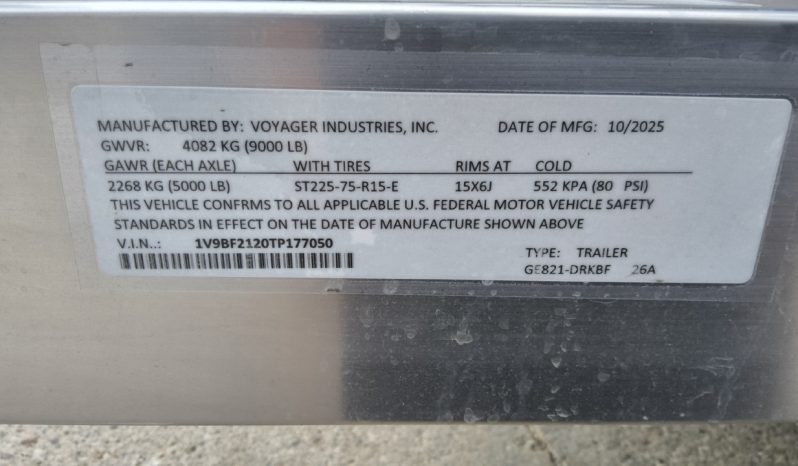 MANUFACTURED BY: VOYAGER INDUSTRIES, INC. DATE OF MFG: 10/2025
GWVR: 4082 KG (9000 LB)
GAWR (EACH AXLE) WITH TIRES RIMS AT COLD
2268 KG (5000 LB) ST225-75-R15-E 15X6J 552 KPA (80 PSI)
THIS VEHICLE CONFRMS TO ALL APPLICABLE U.S. FEDERAL MOTOR VEHICLE SAFETY
STANDARDS IN EFFECT ON THE DATE OF MANUFACTURE SHOWN ABOVE
V.I.N..: 1V9BF2120TP177050
TYPE: TRAILER
GE821-DRKBF 26A